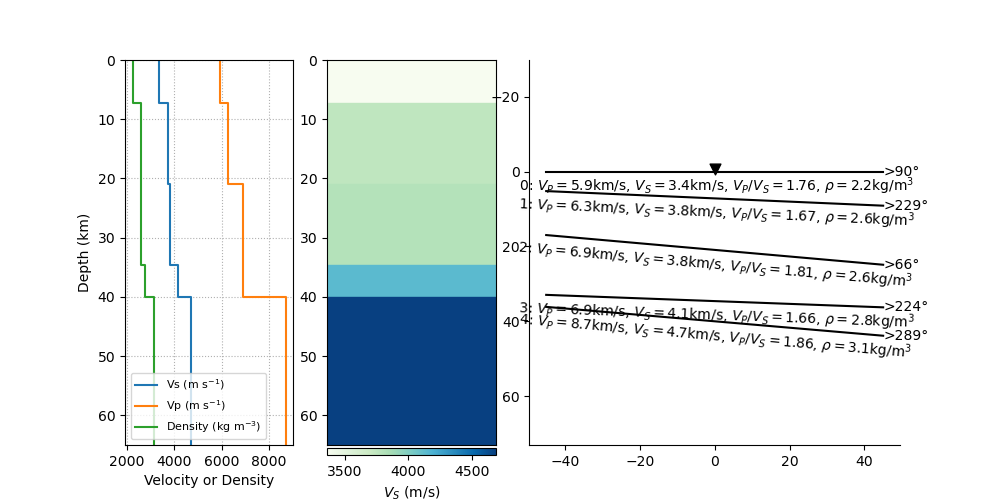 0
10
20
30
40
50
60
Depth (km)
2000 4000 6000 8000
Velocity or Density
Vs (m s⁻¹)
Vp (m s⁻¹)
Density (kg m⁻³)
0
10
20
30
40
50
60
3500 4000 4500
V_S (m/s)
−20
0
20
40
60
−40 −20 0 20 40
>90°
0: V_P = 5.9km/s, V_S = 3.4km/s, V_P/V_S = 1.76, ρ = 2.2kg/m³
>229°
1: V_P = 6.3km/s, V_S = 3.8km/s, V_P/V_S = 1.67, ρ = 2.6kg/m³
>66°
2: V_P = 6.9km/s, V_S = 3.8km/s, V_P/V_S = 1.81, ρ = 2.6kg/m³
>224°
3: V_P = 6.9km/s, V_S = 4.1km/s, V_P/V_S = 1.66, ρ = 2.8kg/m³
>289°
4: V_P = 8.7km/s, V_S = 4.7km/s, V_P/V_S = 1.86, ρ = 3.1kg/m³